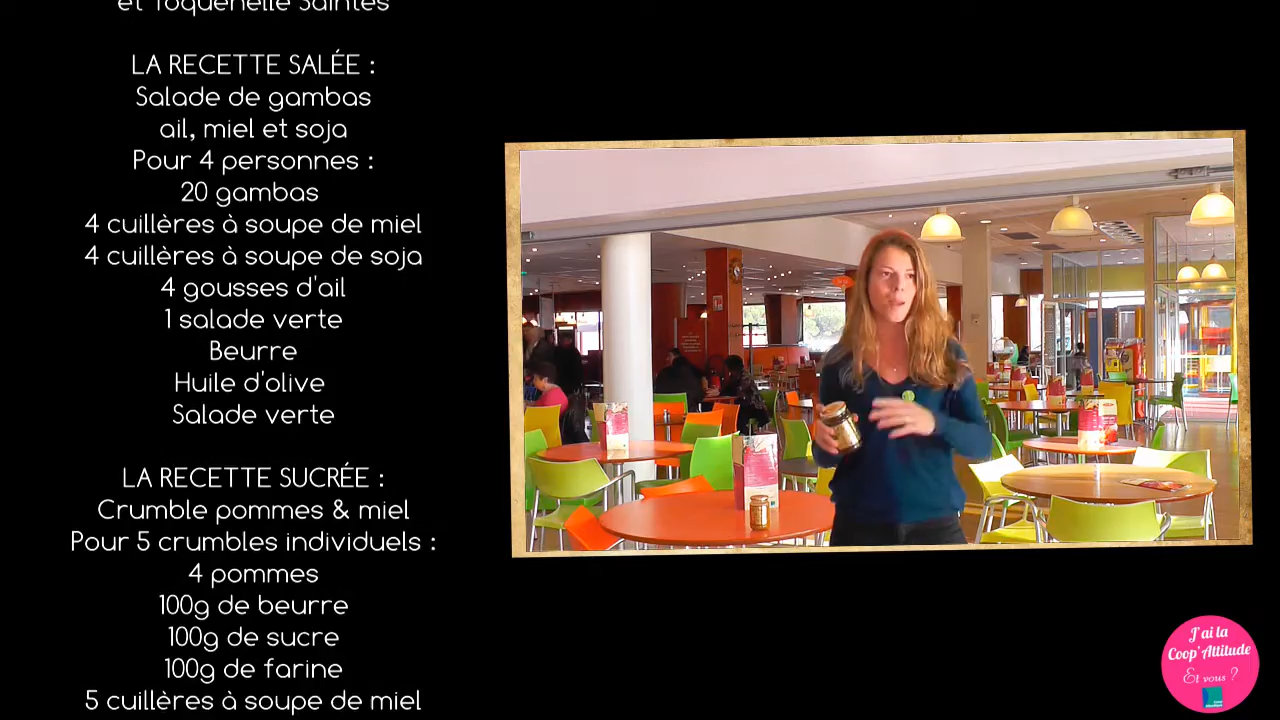 et Toquenelle Saintes
LA RECETTE SALÉE :
Salade de gambas
ail, miel et soja
Pour 4 personnes :
20 gambas
4 cuillères à soupe de miel
4 cuillères à soupe de soja
4 gousses d'ail
1 salade verte
Beurre
Huile d'olive
Salade verte
LA RECETTE SUCRÉE :
Crumble pommes & miel
Pour 5 crumbles individuels :
4 pommes
100g de beurre
100g de sucre
100g de farine
5 cuillères à soupe de miel
J'ai la
Coop'Attitude
Et vous ?